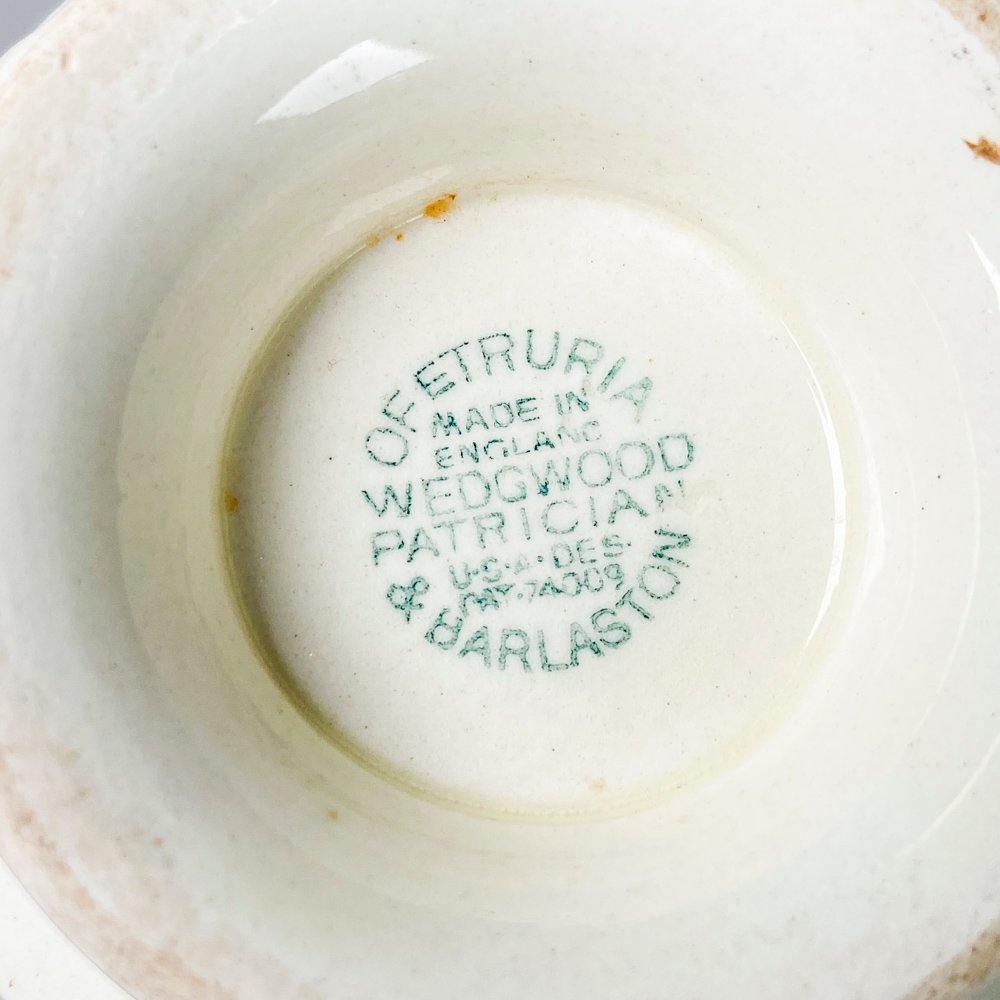 OF ETRURIA
MADE IN
ENGLAND
WEDGWOOD
PATRICIAN
U·S·A· DES·
PAT·74009
& BARLASTON